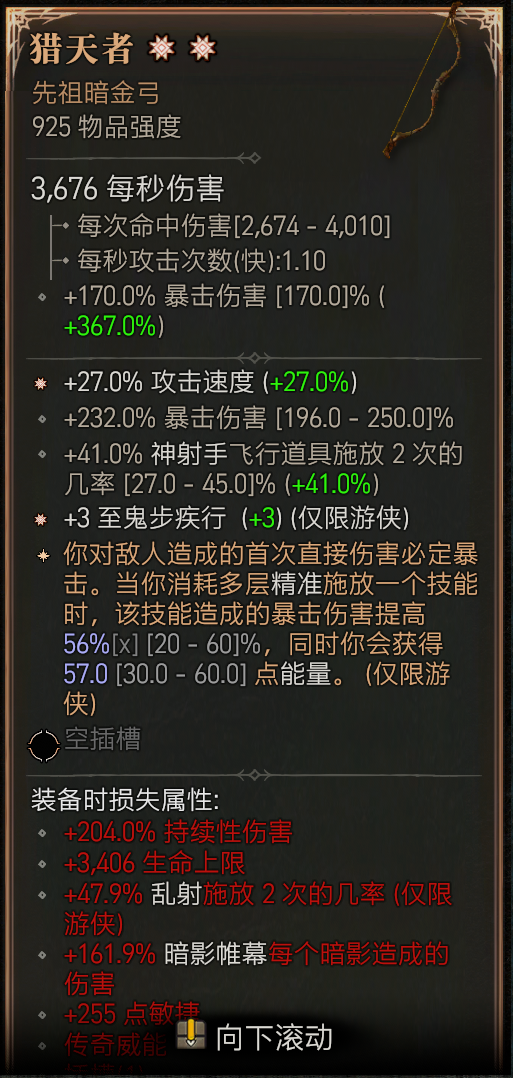 猎天者
先祖暗金弓
925 物品强度
3,676 每秒伤害
每次命中伤害[2,674 - 4,010]
每秒攻击次数(快):1.10
+170.0% 暴击伤害 [170.0]% (
+367.0%)
+27.0% 攻击速度 (+27.0%)
+232.0% 暴击伤害 [196.0 - 250.0]%
+41.0% 神射手飞行道具施放 2 次的
几率 [27.0 - 45.0]% (+41.0%)
+3 至鬼步疾行 (+3) (仅限游侠)
你对敌人造成的首次直接伤害必定暴
击。当你消耗多层精准施放一个技能
时，该技能造成的暴击伤害提高
56%[x] [20 - 60]%，同时你会获得
57.0 [30.0 - 60.0] 点能量。 (仅限游
侠)
空插槽
装备时损失属性:
+204.0% 持续性伤害
+3,406 生命上限
+47.9% 乱射施放 2 次的几率 (仅限
游侠)
+161.9% 暗影帷幕每个暗影造成的
伤害
+255 点敏捷
传奇威能
向下滚动